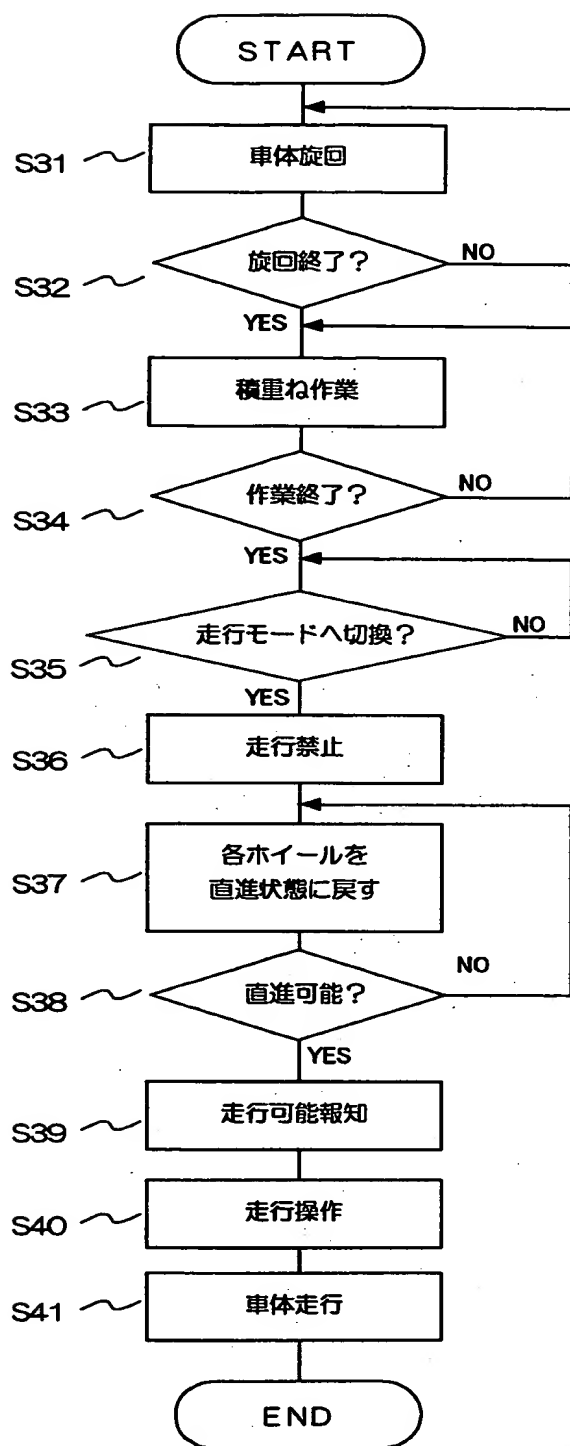 START
S31
車体旋回
S32
旋回終了?
NO
YES
S33
積重ね作業
S34
作業終了?
NO
YES
S35
走行モードへ切換?
NO
YES
S36
走行禁止
S37
各ホイールを
直進状態に戻す
S38
直進可能?
NO
YES
S39
走行可能報知
S40
走行操作
S41
車体走行
END